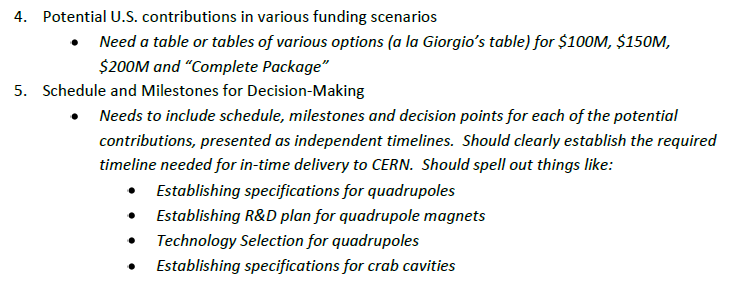 4. Potential U.S. contributions in various funding scenarios
• Need a table or tables of various options (a la Giorgio's table) for $100M, $150M,
$200M and “Complete Package”
5. Schedule and Milestones for Decision-Making
• Needs to include schedule, milestones and decision points for each of the potential
contributions, presented as independent timelines.  Should clearly establish the required
timeline needed for in-time delivery to CERN.  Should spell out things like:
• Establishing specifications for quadrupoles
• Establishing R&D plan for quadrupole magnets
• Technology Selection for quadrupoles
• Establishing specifications for crab cavities